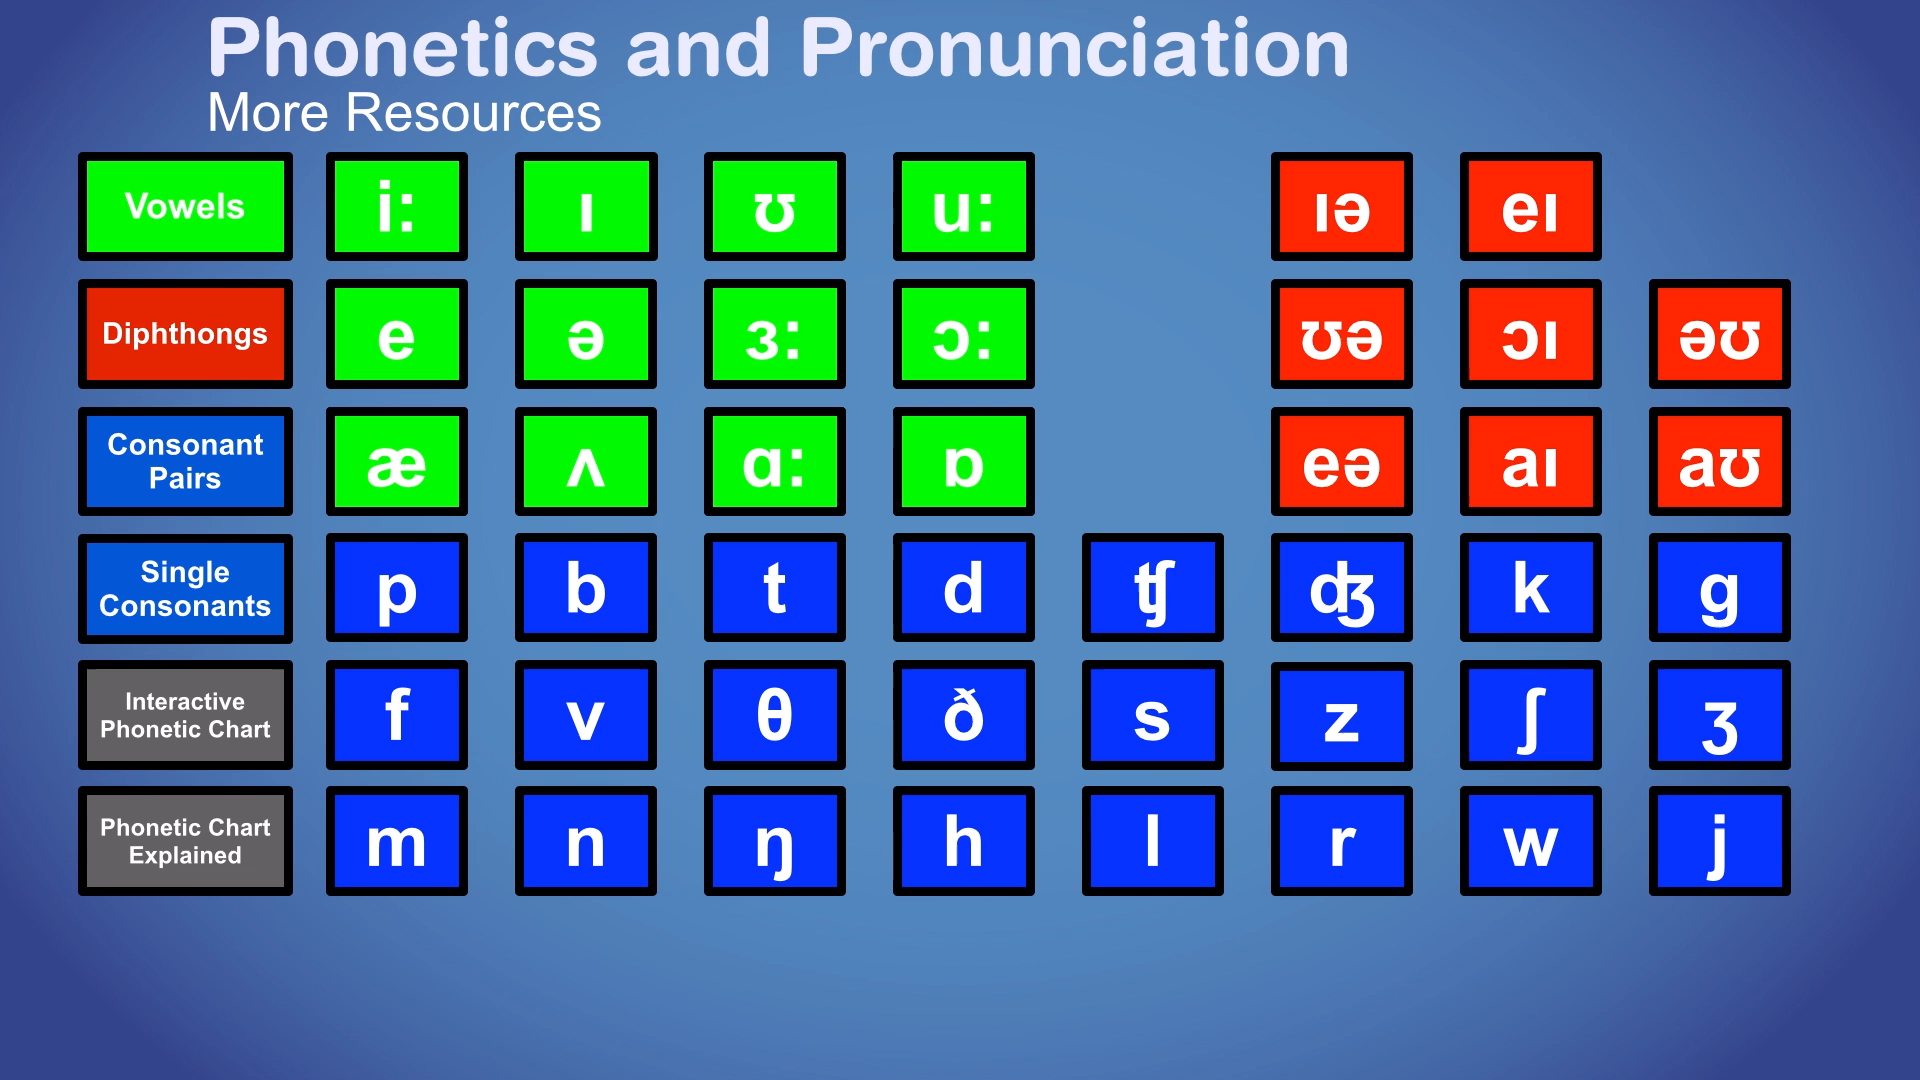 Phonetics and Pronunciation
More Resources
Vowels i: ɪ ʊ u: ɪə eɪ
Diphthongs e ə ɜ: ɔ: ʊə ɔɪ əʊ
Consonant
Pairs
æ ʌ ɑ: ɒ eə aɪ aʊ
Single
Consonants
p b t d ʧ ʤ k g
Interactive
Phonetic Chart
f v θ ð s z ʃ ʒ
Phonetic Chart
Explained
m n ŋ h l r w j